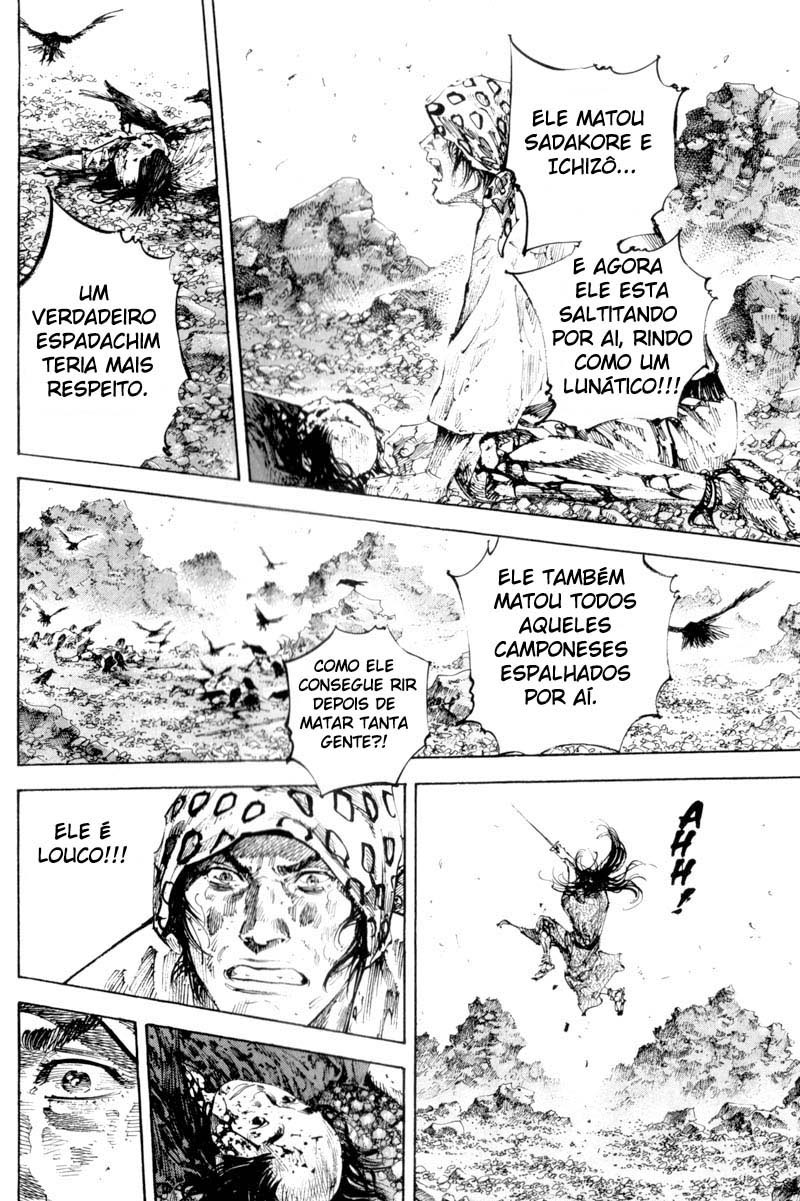 ELE MATOU
SADAKORE E
ICHIZÔ...
E AGORA
ELE ESTA
SALTITANDO
POR AI, RINDO
COMO UM
LUNÁTICO!!!
UM
VERDADEIRO
ESPADACHIM
TERIA MAIS
RESPEITO.
ELE TAMBÉM
MATOU TODOS
AQUELES
CAMPONESES
ESPALHADOS
POR AÍ.
COMO ELE
CONSEGUE RIR
DEPOIS DE
MATAR TANTA
GENTE?!
AHH!
ELE É
LOUCO!!!